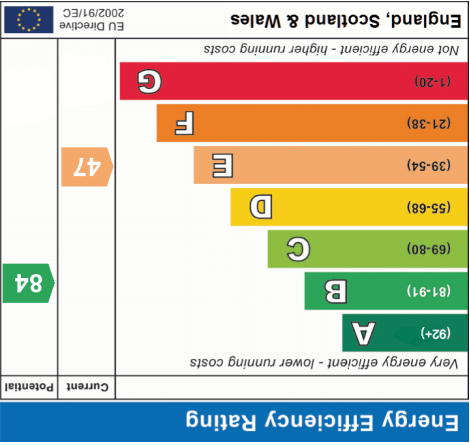 Energy Efficiency Rating
Current Potential
Very energy efficient - lower running costs
(92+) A
(81-91) B
84
(69-80) C
(55-68) D
(39-54) E
47
(21-38) F
(1-20) G
Not energy efficient - higher running costs
England, Scotland & Wales
EU Directive
2002/91/EC